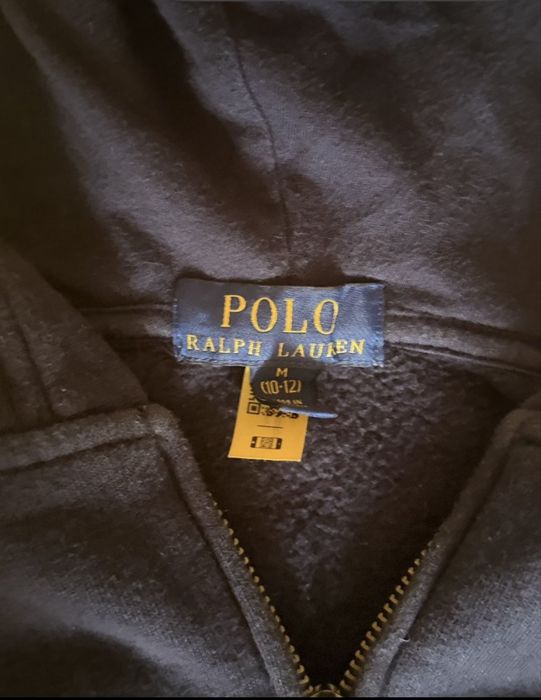 POLO
RALPH LAUREN
M
(10-12)